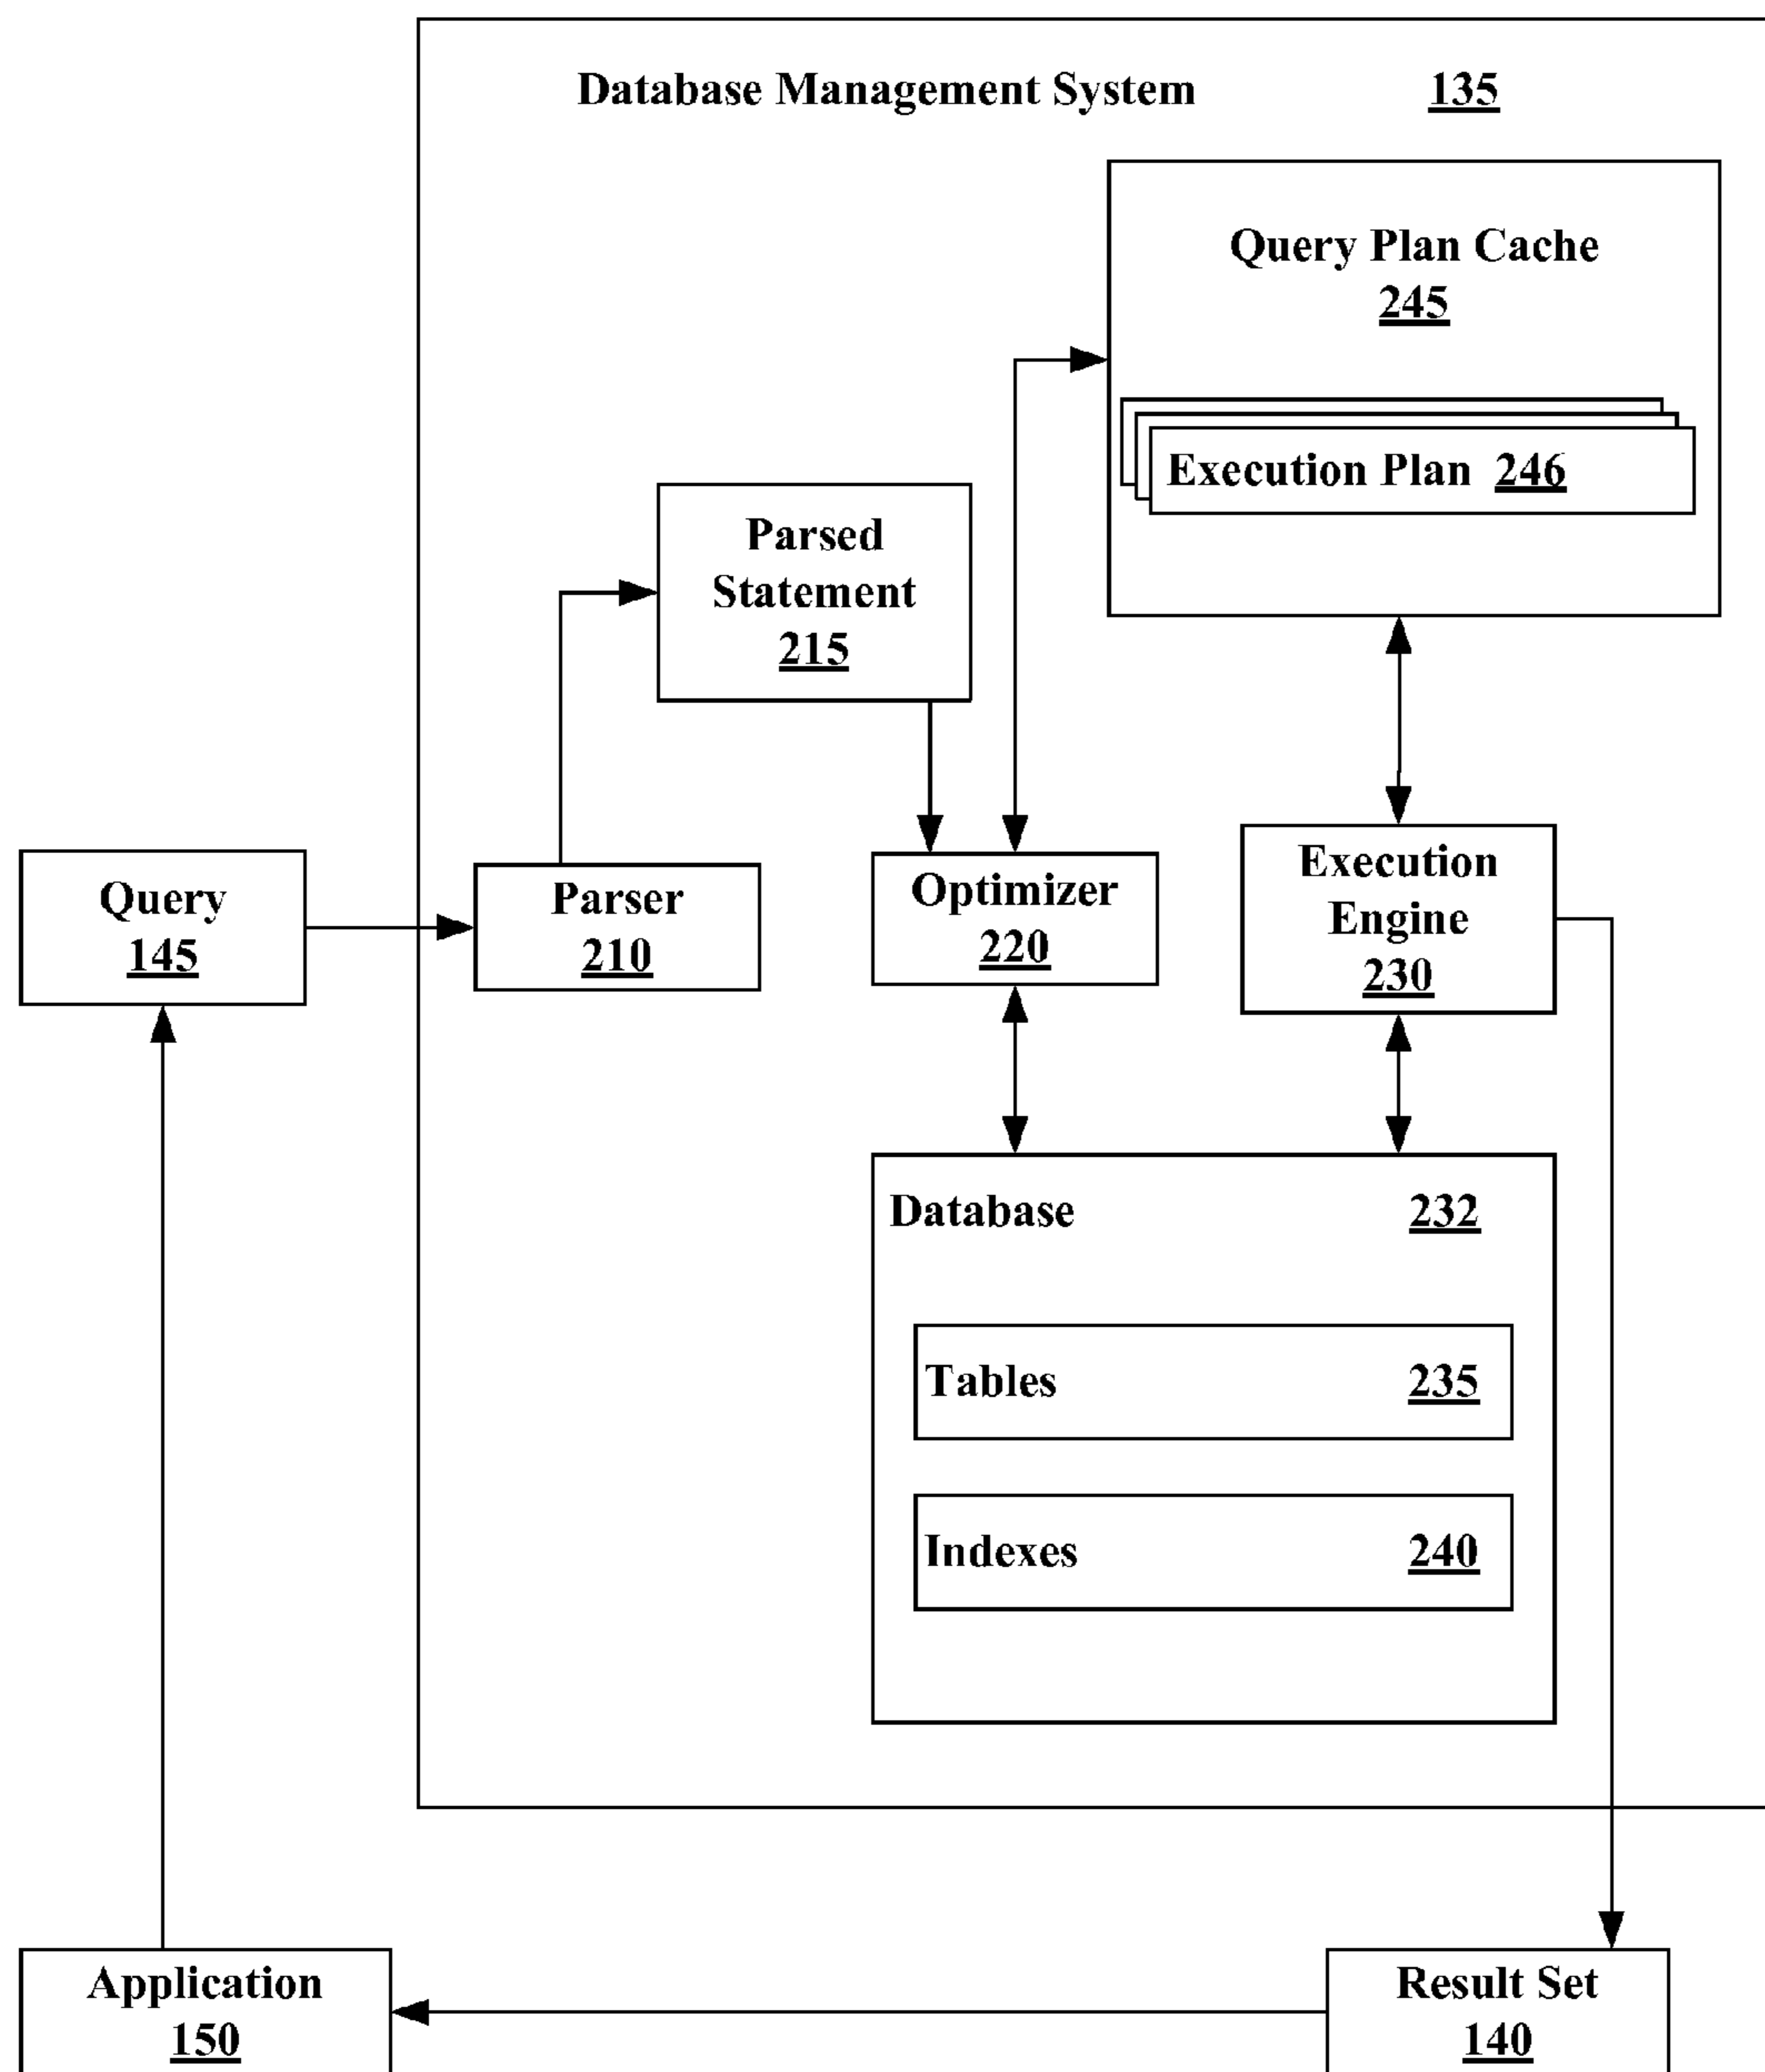 Database Management System 135
Query Plan Cache
245
Execution Plan 246
Parsed
Statement
215
Query
145
Parser
210
Optimizer
220
Execution
Engine
230
Database 232
Tables 235
Indexes 240
Application
150
Result Set
140